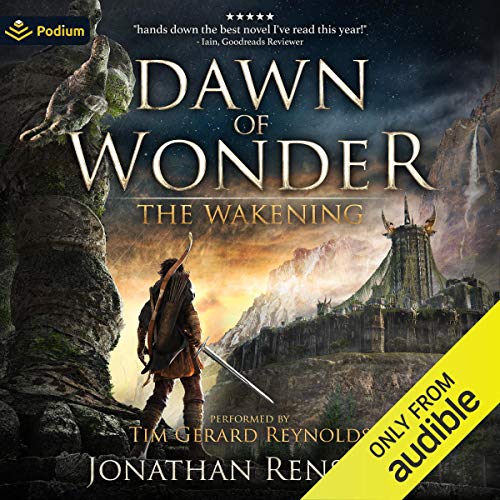 Podium
★★★★★
"hands down the best novel I've read this year!"
- Iain, Goodreads Reviewer
DAWN
OF
WONDER
THE WAKENING
PERFORMED BY
TIM GERARD REYNOLDS
JONATHAN
ONLY FROM
audible